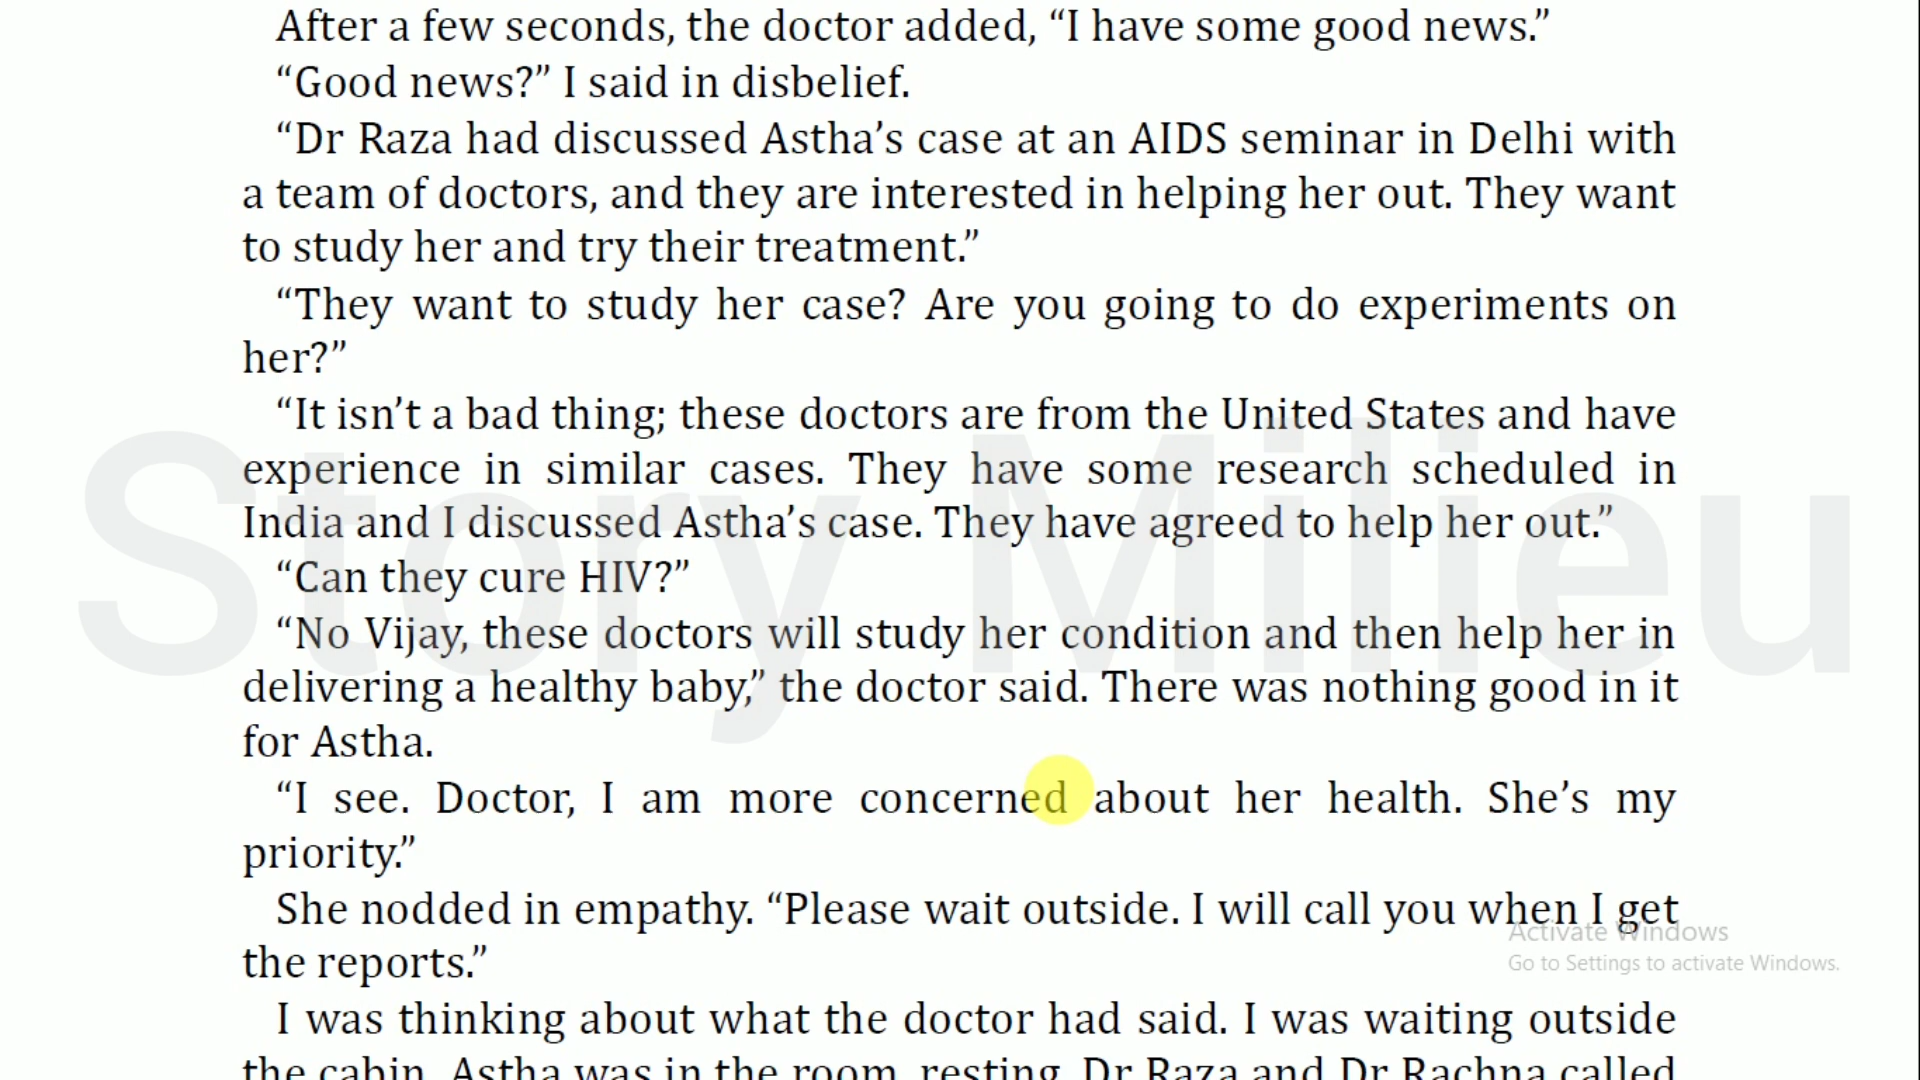 After a few seconds, the doctor added, “I have some good news.”
“Good news?” I said in disbelief.
“Dr Raza had discussed Astha’s case at an AIDS seminar in Delhi with
a team of doctors, and they are interested in helping her out. They want
to study her and try their treatment.”
“They want to study her case? Are you going to do experiments on
her?”
“It isn’t a bad thing; these doctors are from the United States and have
experience in similar cases. They have some research scheduled in
India and I discussed Astha’s case. They have agreed to help her out.”
“Can they cure HIV?”
“No Vijay, these doctors will study her condition and then help her in
delivering a healthy baby,” the doctor said. There was nothing good in it
for Astha.
“I see. Doctor, I am more concerned about her health. She’s my
priority.”
She nodded in empathy. “Please wait outside. I will call you when I get
the reports.”
I was thinking about what the doctor had said. I was waiting outside
the cabin. Astha was in the room, resting. Dr Raza and Dr Rachna called
Story Milieu
Activate Windows
Go to Settings to activate Windows.